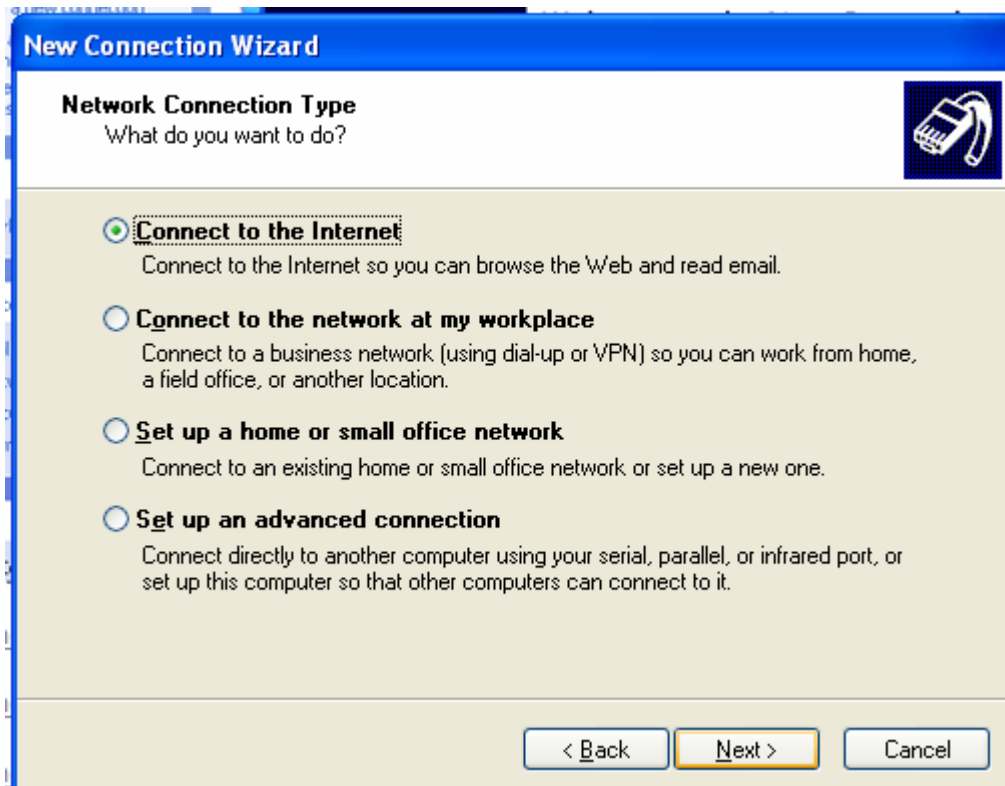 a new connection
New Connection Wizard
Network Connection Type
What do you want to do?
Connect to the Internet
Connect to the Internet so you can browse the Web and read email.
Connect to the network at my workplace
Connect to a business network (using dial-up or VPN) so you can work from home,
a field office, or another location.
Set up a home or small office network
Connect to an existing home or small office network or set up a new one.
Set up an advanced connection
Connect directly to another computer using your serial, parallel, or infrared port, or
set up this computer so that other computers can connect to it.
< Back
Next >
Cancel